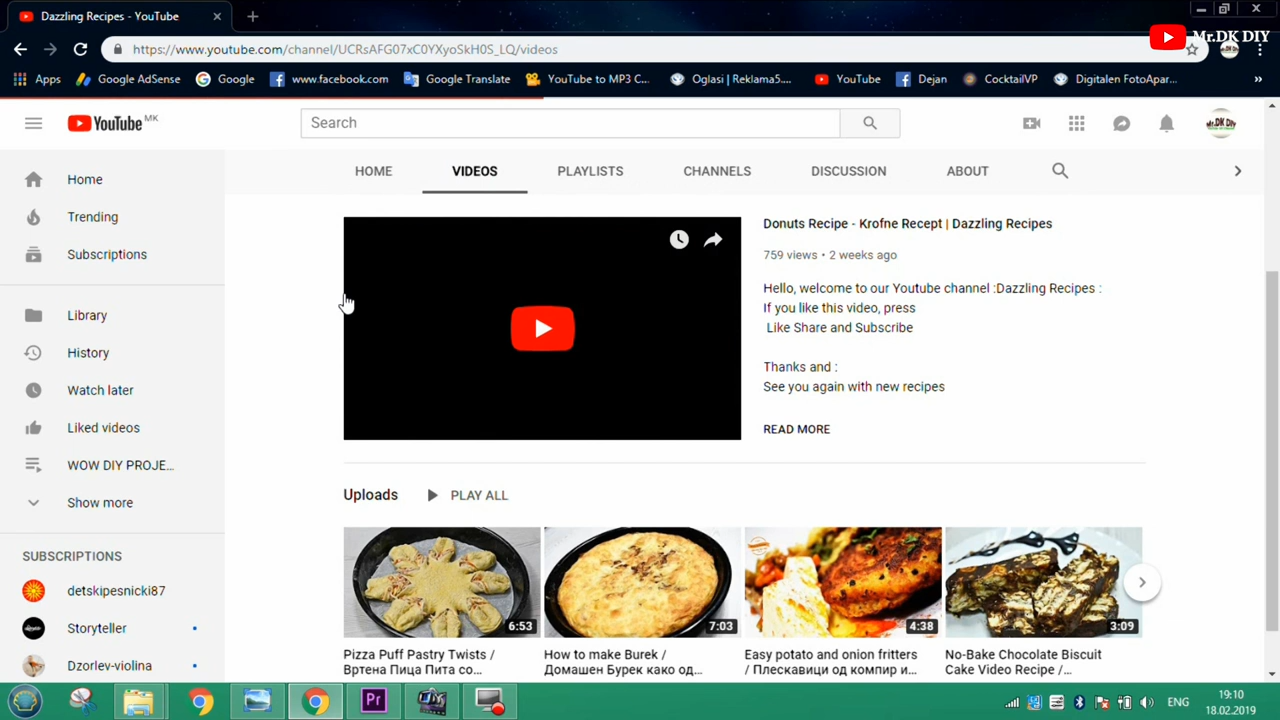 Dazzling Recipes - YouTube
Mr.DK DIY
https://www.youtube.com/channel/UCRsAFG07xC0YXyoSkH0S_LQ/videos
Apps
Google AdSense
Google
www.facebook.com
Google Translate
YouTube to MP3 C...
Oglasi | Reklama5....
YouTube
Dejan
CocktailVP
Digitalen FotoApar...
YouTube MK
Search
Mr.DK DIY
HOME
VIDEOS
PLAYLISTS
CHANNELS
DISCUSSION
ABOUT
Home
Trending
Subscriptions
Library
History
Watch later
Liked videos
WOW DIY PROJE...
Show more
SUBSCRIPTIONS
detskipesnicki87
Storyteller
Dzorlev-violina
Donuts Recipe - Krofne Recept | Dazzling Recipes
759 views • 2 weeks ago
Hello, welcome to our Youtube channel :Dazzling Recipes :
If you like this video, press
Like Share and Subscribe
Thanks and :
See you again with new recipes
READ MORE
Uploads
PLAY ALL
6:53
7:03
4:38
3:09
Pizza Puff Pastry Twists /
Вртена Пица Пита со...
How to make Burek /
Домашен Бурек како од...
Easy potato and onion fritters
/ Плескавици од компир и...
No-Bake Chocolate Biscuit
Cake Video Recipe /...
Pr
ENG
19:10
18.02.2019